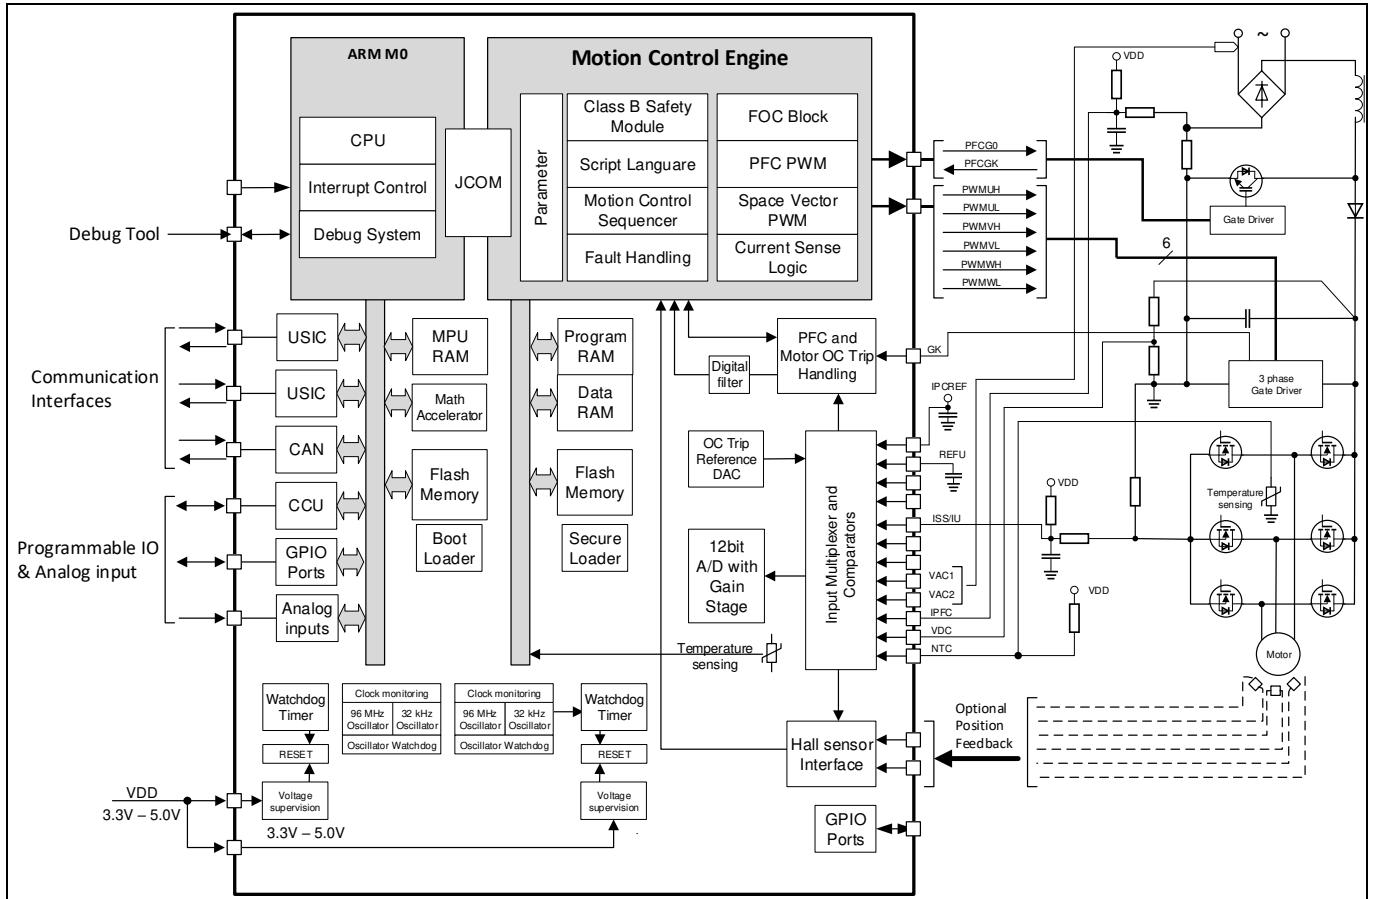 ARM M0
CPU
Interrupt Control
Debug System
JCOM
Motion Control Engine
Parameter
Class B Safety
Module
Script Languare
Motion Control
Sequencer
Fault Handling
FOC Block
PFC PWM
Space Vector
PWM
Current Sense
Logic
Debug Tool
Communication
Interfaces
Programmable IO
& Analog input
USIC
USIC
CAN
CCU
GPIO
Ports
Analog
inputs
MPU
RAM
Math
Accelerator
Flash
Memory
Boot
Loader
Program
RAM
Data
RAM
Flash
Memory
Secure
Loader
Digital
filter
PFC and
Motor OC Trip
Handling
OC Trip
Reference
DAC
12bit
A/D with
Gain
Stage
Input Multiplexer and
Comparators
Temperature
sensing
Hall sensor
Interface
GPIO
Ports
Watchdog
Timer
RESET
Voltage
supervision
Clock monitoring
96 MHz
Oscillator
32 kHz
Oscillator
Oscillator Watchdog
Clock monitoring
96 MHz
Oscillator
32 kHz
Oscillator
Oscillator Watchdog
Watchdog
Timer
RESET
Voltage
supervision
VDD
3.3V – 5.0V
3.3V – 5.0V
PFCG0
PFCGK
PWMUH
PWMUL
PWMVH
PWMVL
PWMWH
PWMWL
GK
IPCREF
REFU
ISS/IU
VAC1
VAC2
IPFC
VDC
NTC
VDD
~
Gate Driver
6
3 phase
Gate Driver
VDD
Temperature
sensing
VDD
Motor
Optional
Position
Feedback